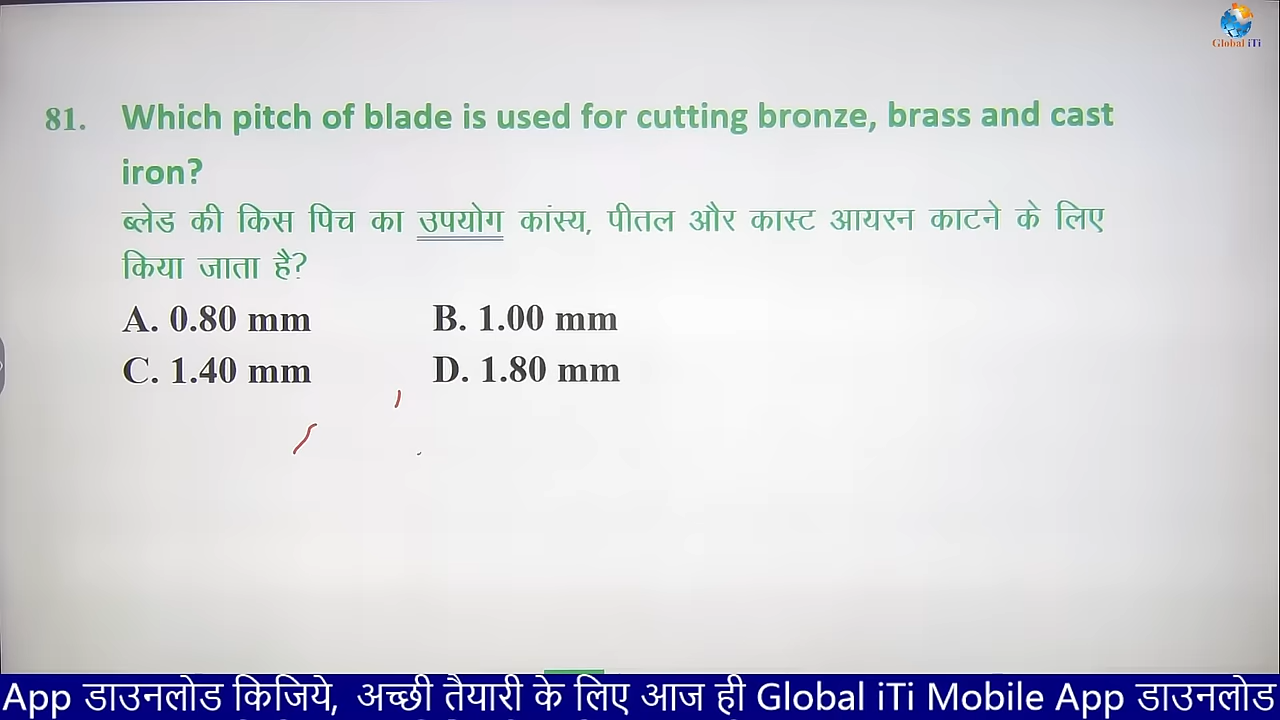 Global iTi
81. Which pitch of blade is used for cutting bronze, brass and cast
iron?
ब्लेड की किस पिच का उपयोग कांस्य, पीतल और कास्ट आयरन काटने के लिए
किया जाता है?
A. 0.80 mm B. 1.00 mm
C. 1.40 mm D. 1.80 mm
App डाउनलोड किजिये, अच्छी तैयारी के लिए आज ही Global iTi Mobile App डाउनलोड